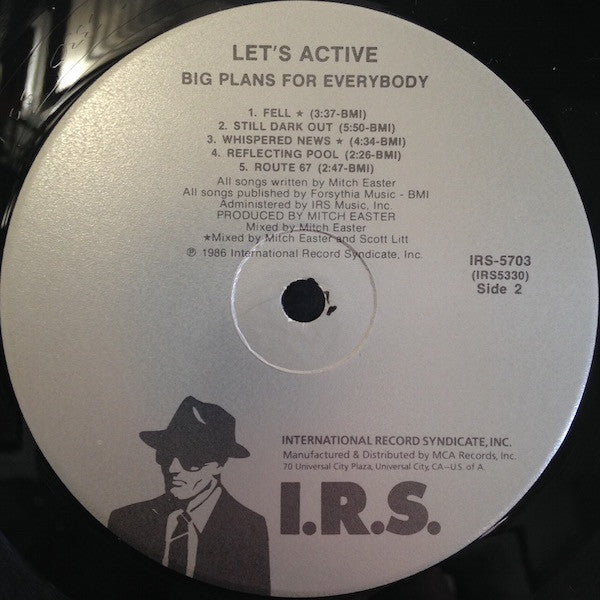 LET'S ACTIVE
BIG PLANS FOR EVERYBODY
1. FELL ★ (3:37-BMI)
2. STILL DARK OUT (5:50-BMI)
3. WHISPERED NEWS ★ (4:34-BMI)
4. REFLECTING POOL (2:26-BMI)
5. ROUTE 67 (2:47-BMI)
All songs written by Mitch Easter
All songs published by Forsythia Music - BMI
Administered by IRS Music, Inc.
PRODUCED BY MITCH EASTER
Mixed by Mitch Easter
★Mixed by Mitch Easter and Scott Litt
℗ 1986 International Record Syndicate, Inc.
IRS-5703
(IRS5330)
Side 2
INTERNATIONAL RECORD SYNDICATE, INC.
Manufactured & Distributed by MCA Records, Inc.
70 Universal City Plaza, Universal City, CA–U.S. of A.
I.R.S.